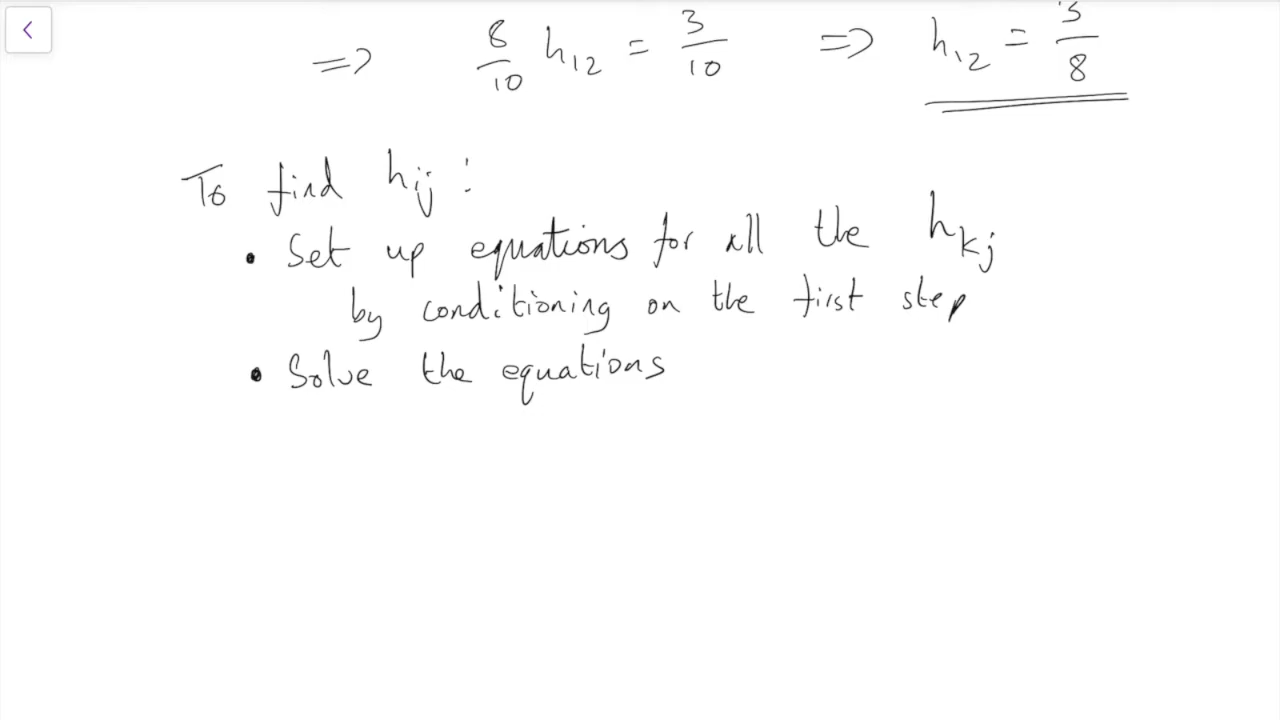 => 8/10 h₁₂ = 3/10 => h₁₂ = 3/8
To find hᵢⱼ :
• Set up equations for all the hₖⱼ
by conditioning on the first step
• Solve the equations